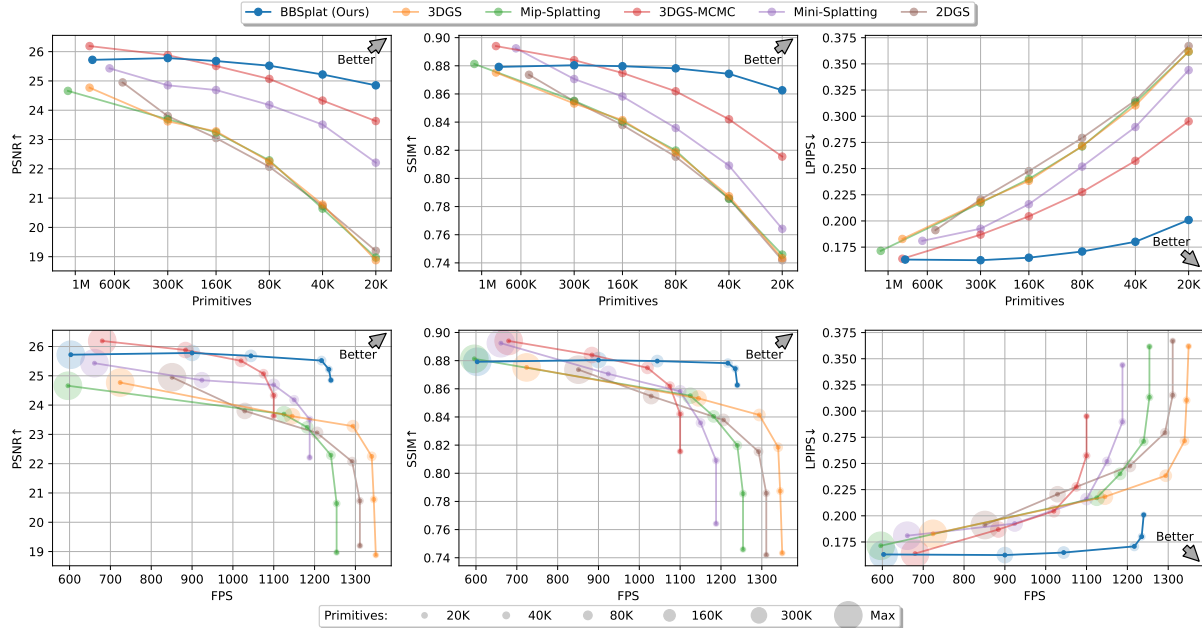 BBSplat (Ours) 3DGS Mip-Splatting 3DGS-MCMC Mini-Splatting 2DGS
26
25
24
23
22
21
20
19
PSNR↑
Better
1M 600K 300K 160K 80K 40K 20K
Primitives
0.90
0.88
0.86
0.84
0.82
0.80
0.78
0.76
0.74
SSIM↑
Better
1M 600K 300K 160K 80K 40K 20K
Primitives
0.375
0.350
0.325
0.300
0.275
0.250
0.225
0.200
0.175
LPIPS↓
Better
1M 600K 300K 160K 80K 40K 20K
Primitives
26
25
24
23
22
21
20
19
PSNR↑
Better
600 700 800 900 1000 1100 1200 1300
FPS
0.90
0.88
0.86
0.84
0.82
0.80
0.78
0.76
0.74
SSIM↑
Better
600 700 800 900 1000 1100 1200 1300
FPS
0.375
0.350
0.325
0.300
0.275
0.250
0.225
0.200
0.175
LPIPS↓
Better
600 700 800 900 1000 1100 1200 1300
FPS
Primitives: 20K 40K 80K 160K 300K Max